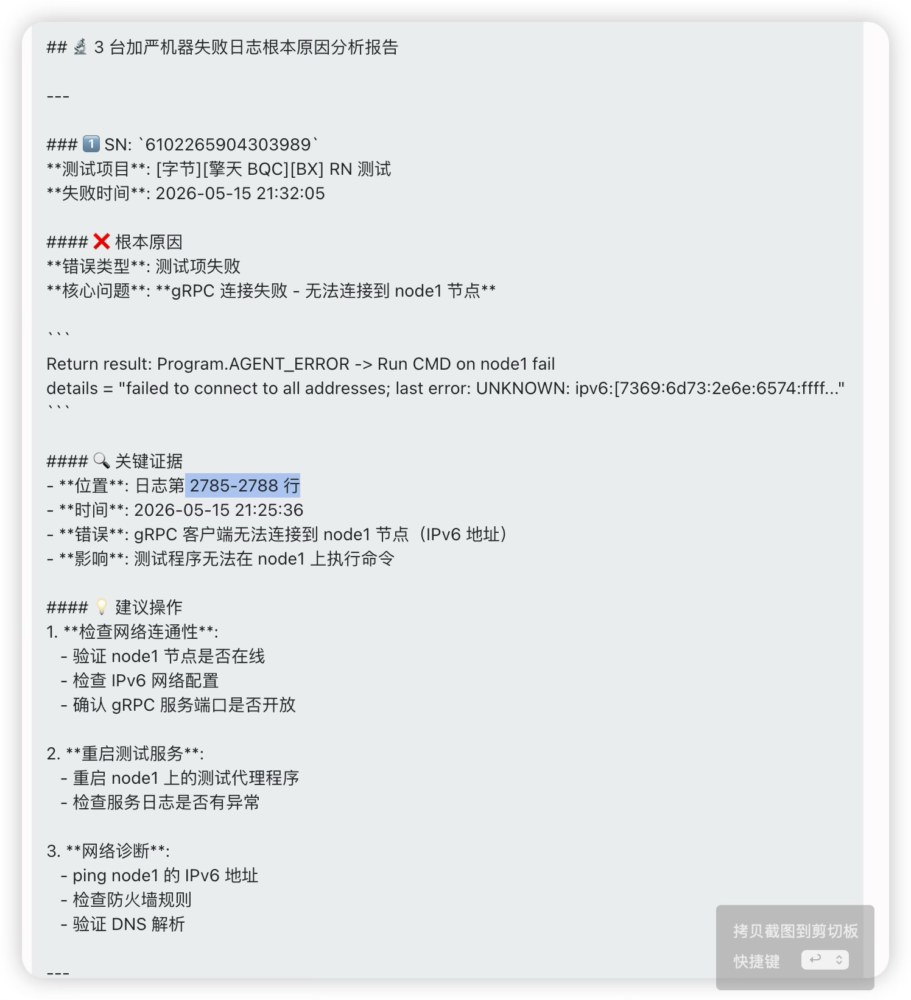 ## 🔬 3 台加严机器失败日志根本原因分析报告
---
### 1️⃣ SN: `6102265904303989`
**测试项目**: [字节][擎天 BQC][BX] RN 测试
**失败时间**: 2026-05-15 21:32:05
#### ❌ 根本原因
**错误类型**: 测试项失败
**核心问题**: **gRPC 连接失败 - 无法连接到 node1 节点**
```
Return result: Program.AGENT_ERROR -> Run CMD on node1 fail
details = "failed to connect to all addresses; last error: UNKNOWN: ipv6:[7369:6d73:2e6e:6574:ffff..."
```
#### 🔍 关键证据
- **位置**: 日志第 2785-2788 行
- **时间**: 2026-05-15 21:25:36
- **错误**: gRPC 客户端无法连接到 node1 节点（IPv6 地址）
- **影响**: 测试程序无法在 node1 上执行命令
#### 💡 建议操作
1. **检查网络连通性**:
   - 验证 node1 节点是否在线
   - 检查 IPv6 网络配置
   - 确认 gRPC 服务端口是否开放
2. **重启测试服务**:
   - 重启 node1 上的测试代理程序
   - 检查服务日志是否有异常
3. **网络诊断**:
   - ping node1 的 IPv6 地址
   - 检查防火墙规则
   - 验证 DNS 解析
---
拷贝截图到剪切板
快捷键